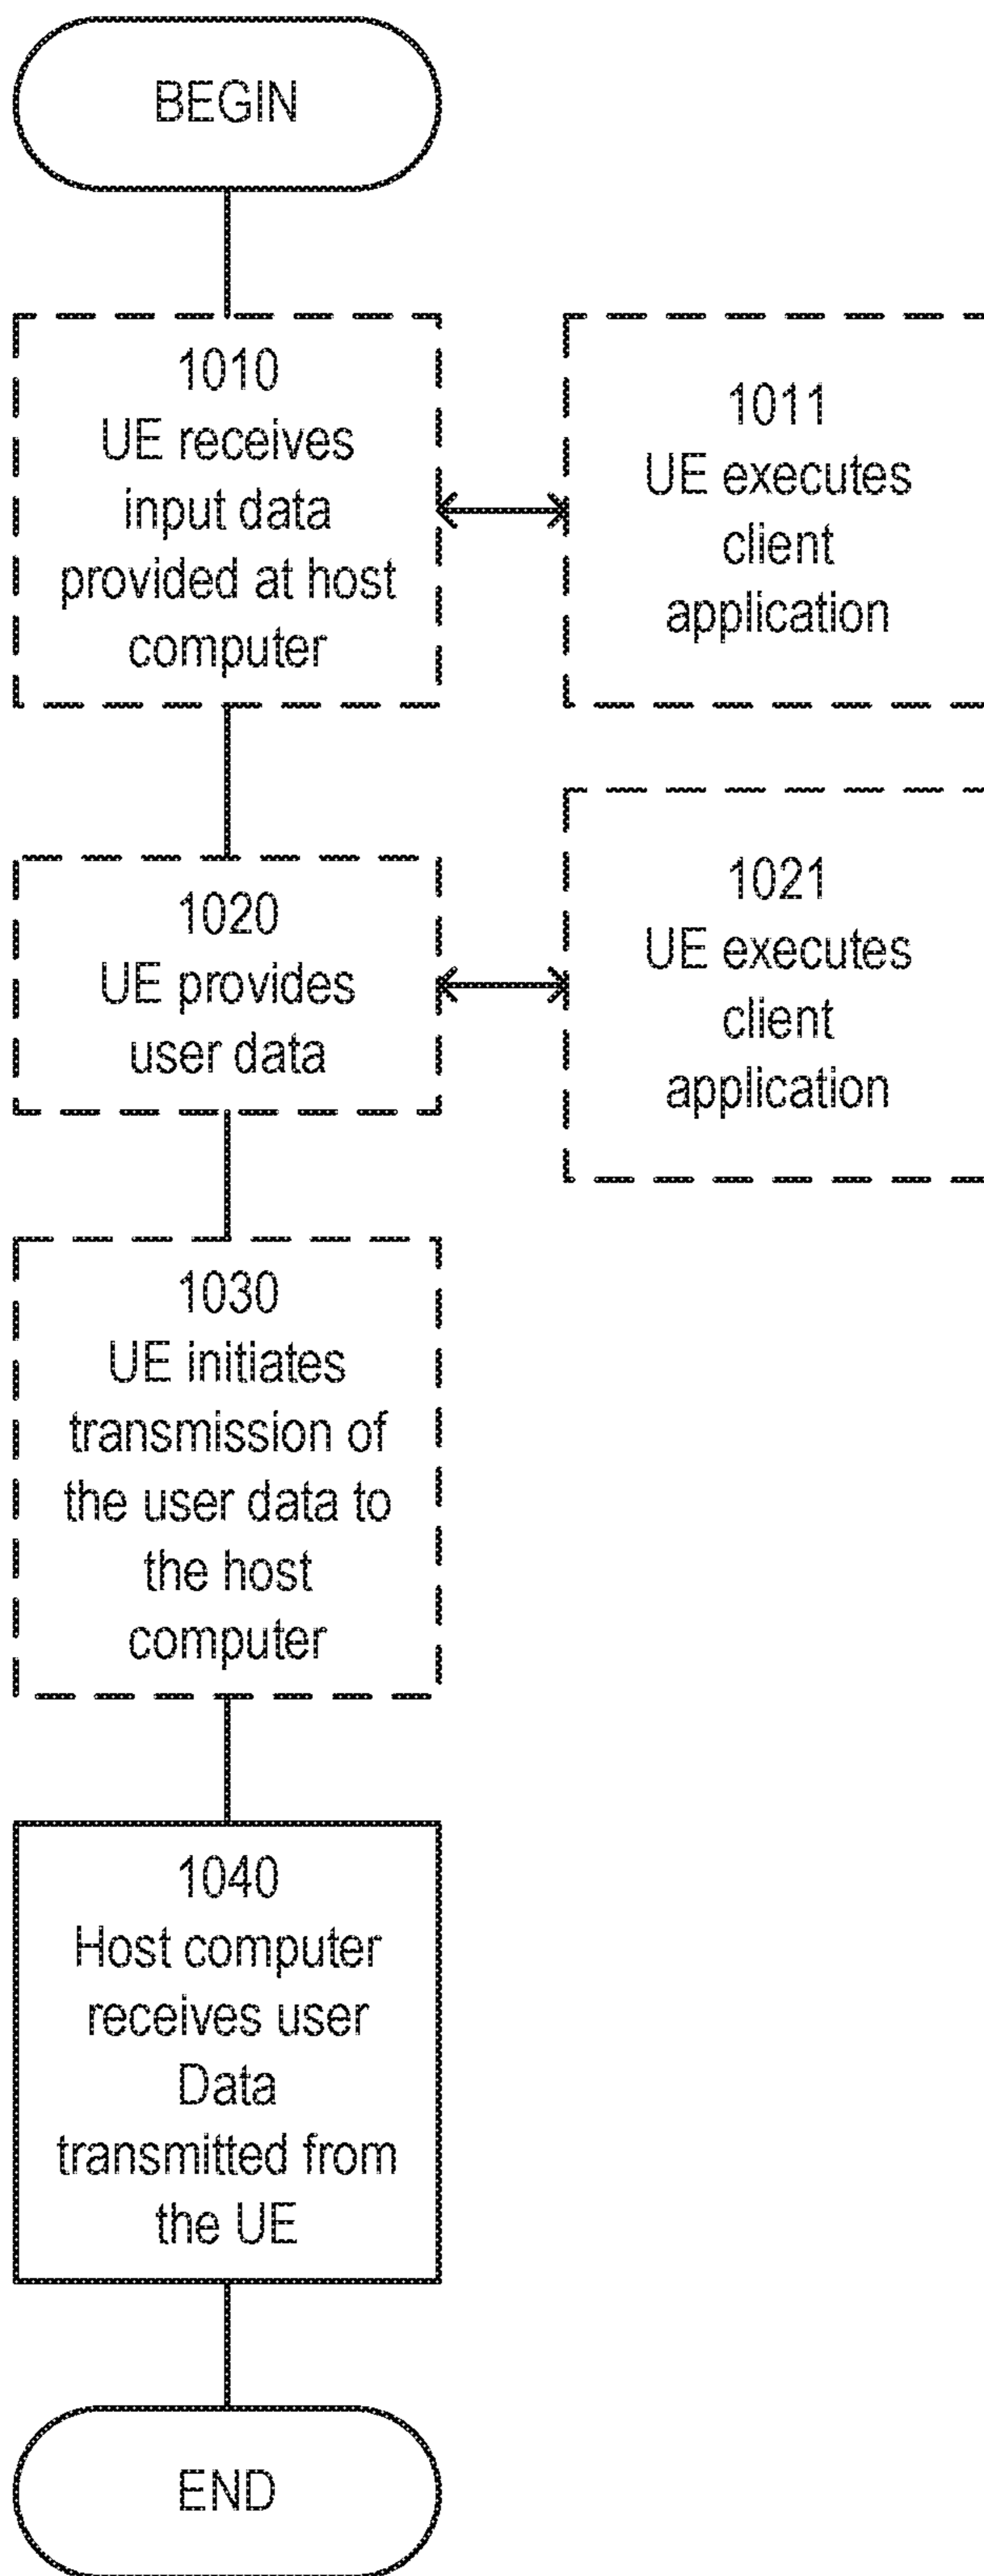 BEGIN
1010
UE receives
input data
provided at host
computer
1011
UE executes
client
application
1020
UE provides
user data
1021
UE executes
client
application
1030
UE initiates
transmission of
the user data to
the host
computer
1040
Host computer
receives user
Data
transmitted from
the UE
END